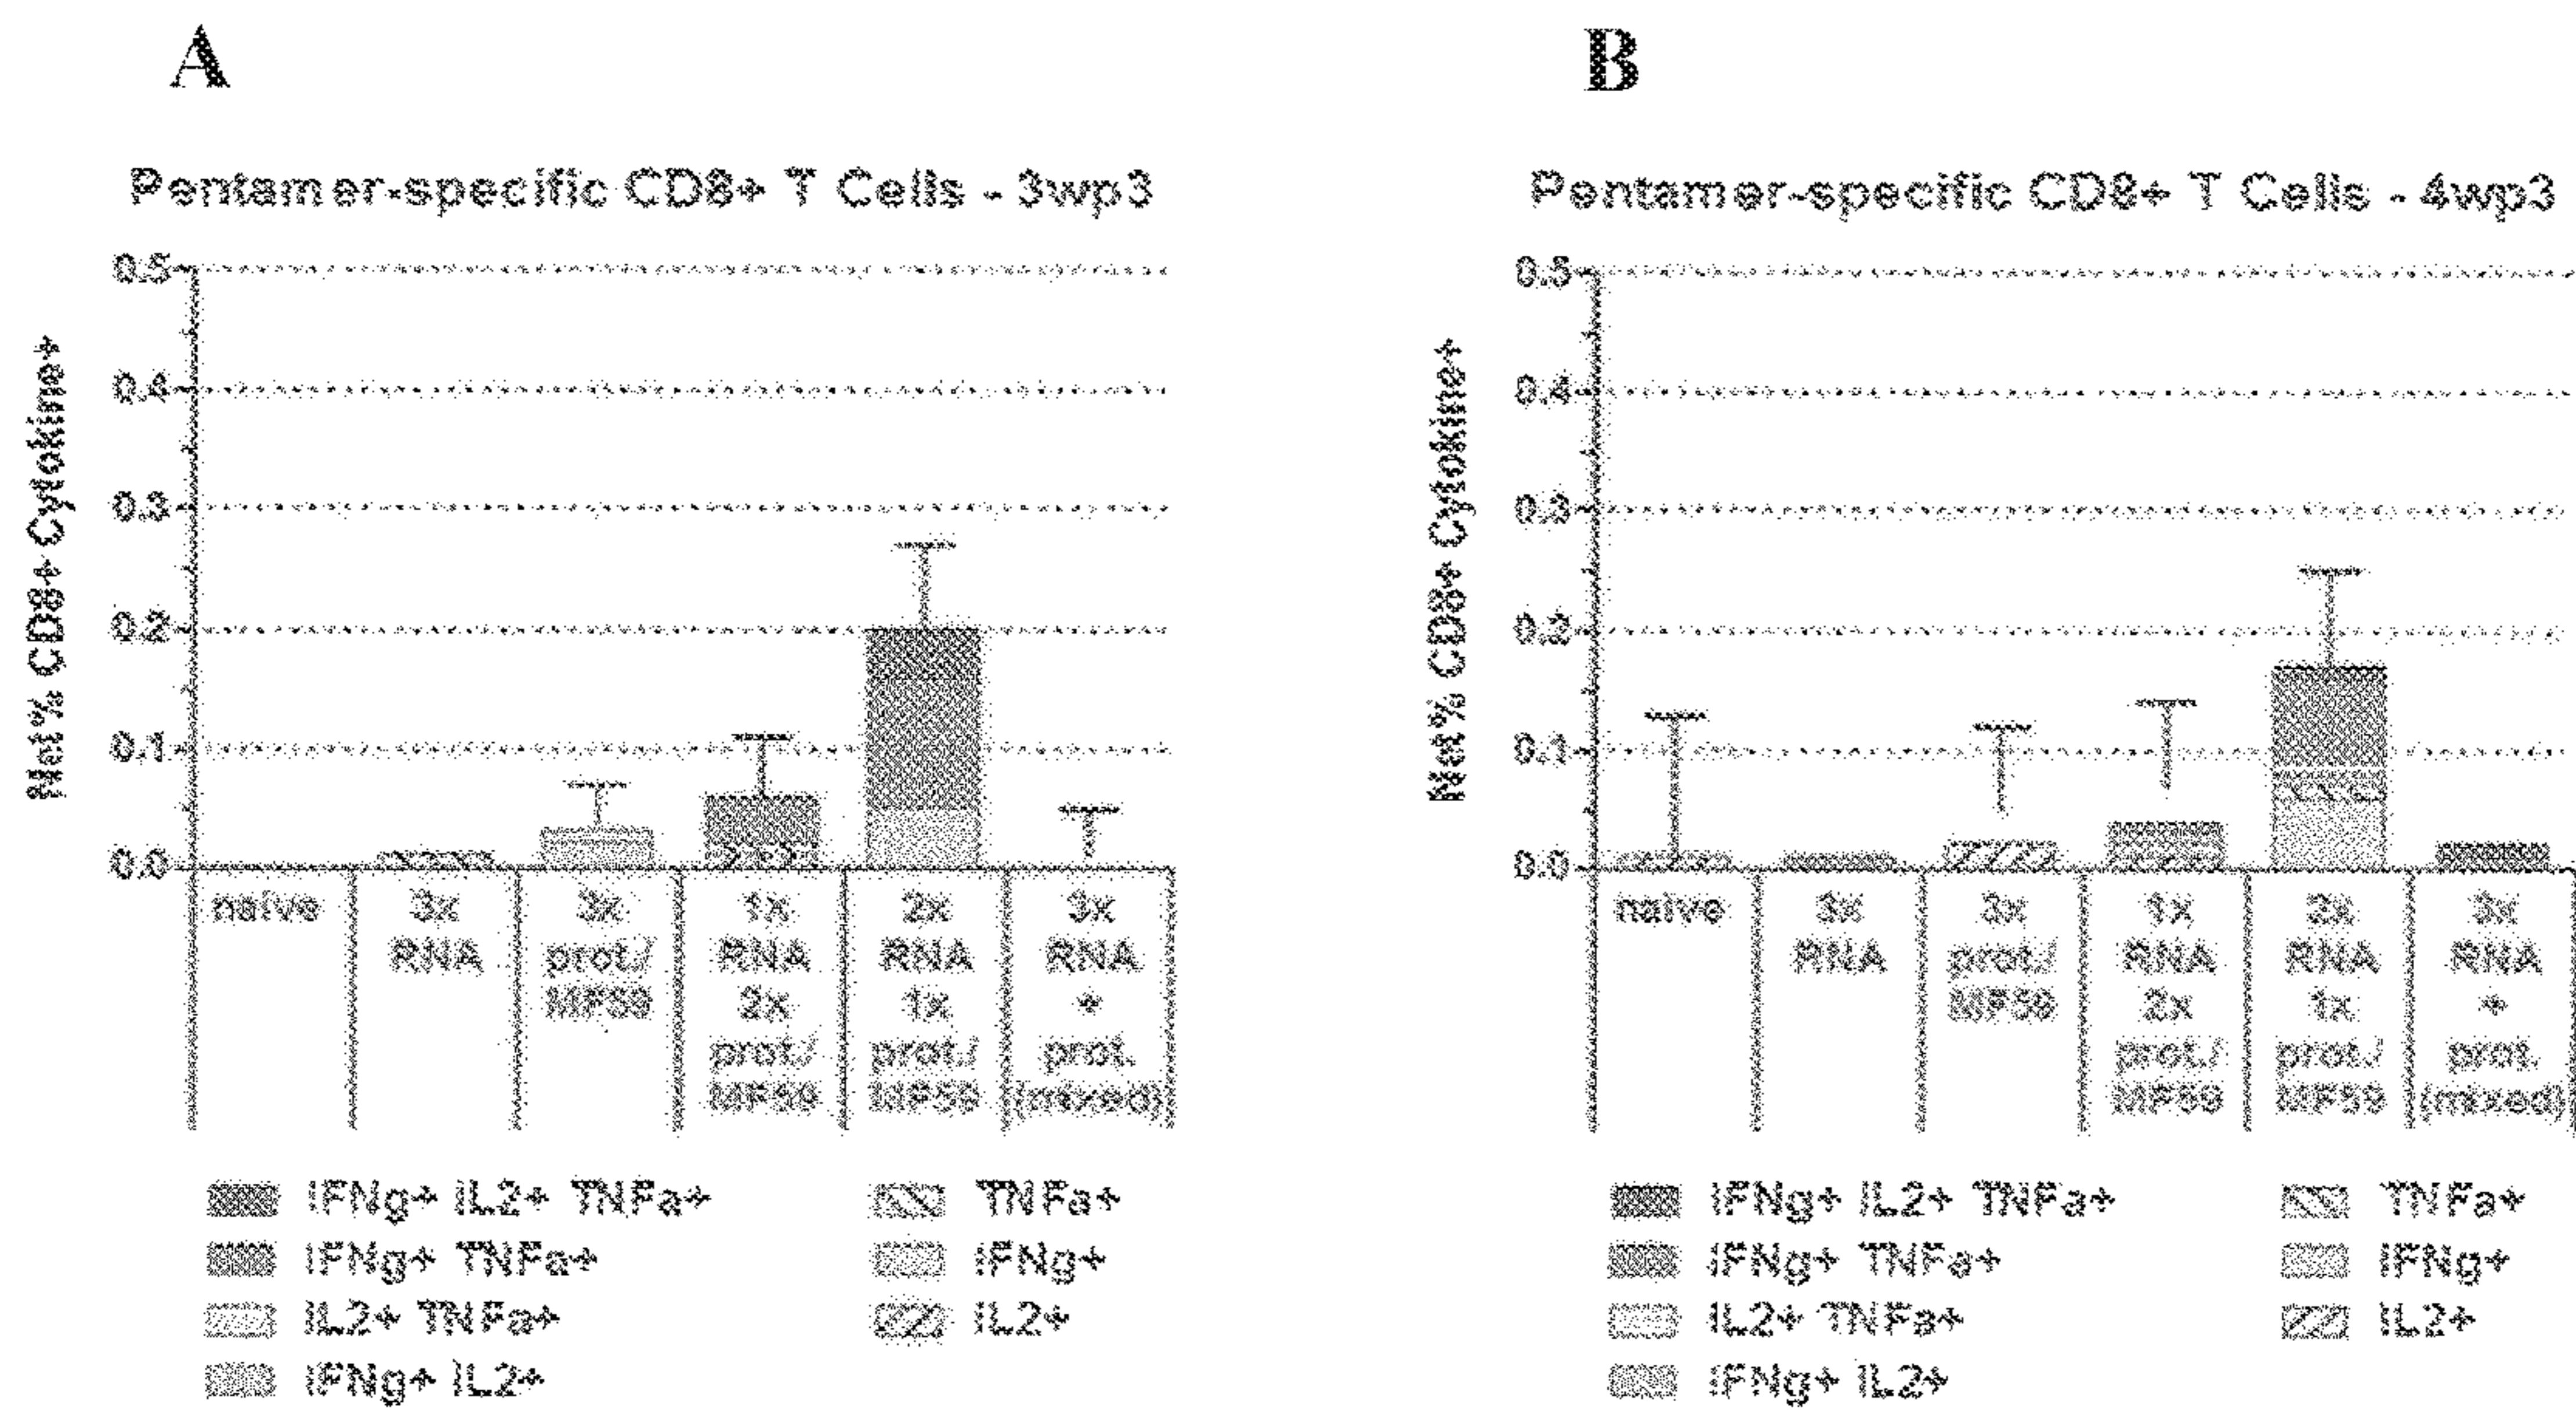 A
Pentamer-specific CD8+ T Cells - 3wp3
Net% CD8+ Cytokine+
0.5
0.4
0.3
0.2
0.1
0.0
naive
3x
RNA
3x
prot./
MF59
1x
RNA
2x
prot./
MF59
2x
RNA
1x
prot./
MF59
3x
RNA
+
prot.
(mixed)
IFNg+ IL2+ TNFa+
IFNg+ TNFa+
IL2+ TNFa+
IFNg+ IL2+
TNFa+
IFNg+
IL2+
B
Pentamer-specific CD8+ T Cells - 4wp3
Net% CD8+ Cytokine+
0.5
0.4
0.3
0.2
0.1
0.0
naive
3x
RNA
3x
prot./
MF59
1x
RNA
2x
prot./
MF59
2x
RNA
1x
prot./
MF59
3x
RNA
+
prot.
(mixed)
IFNg+ IL2+ TNFa+
IFNg+ TNFa+
IL2+ TNFa+
IFNg+ IL2+
TNFa+
IFNg+
IL2+